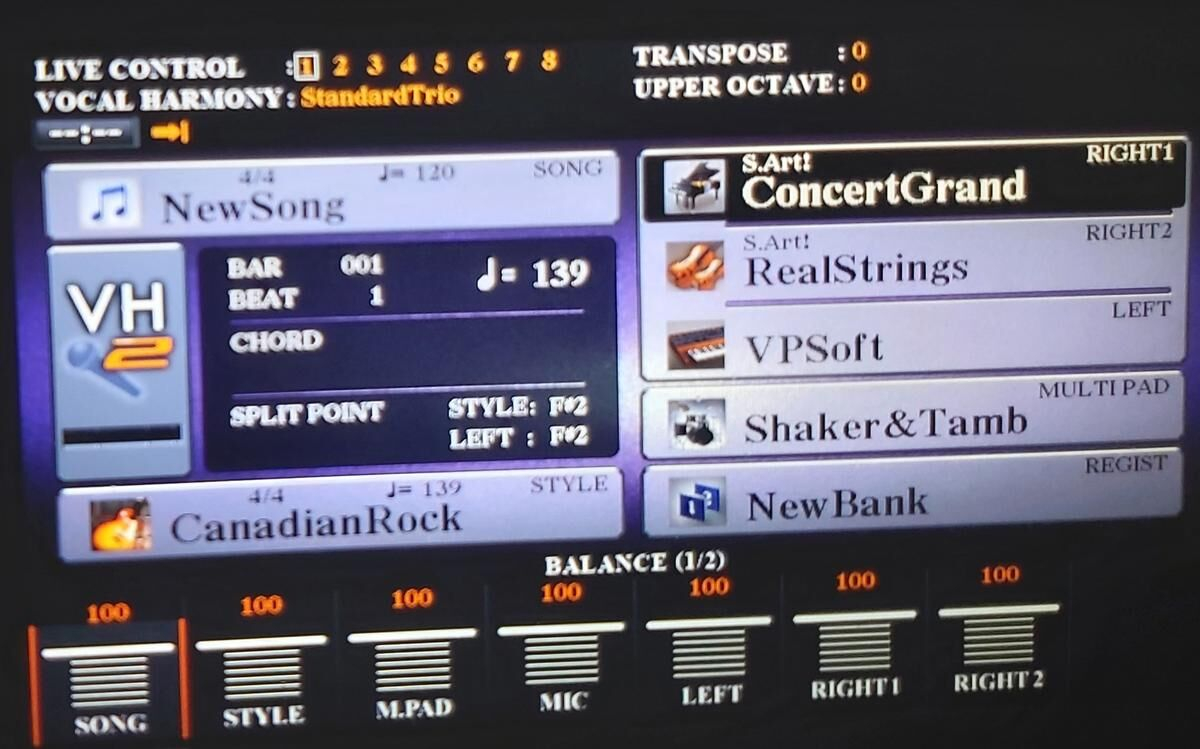 LIVE CONTROL : 1 2 3 4 5 6 7 8
VOCAL HARMONY : StandardTrio
TRANSPOSE : 0
UPPER OCTAVE : 0
--:--
4/4 ♩= 120 SONG
NewSong
VH
2
BAR 001
BEAT 1
♩= 139
CHORD
SPLIT POINT STYLE: F#2
LEFT : F#2
4/4 ♩= 139 STYLE
CanadianRock
S.Art! RIGHT1
ConcertGrand
S.Art! RIGHT2
RealStrings
LEFT
VPSoft
MULTI PAD
Shaker&Tamb
REGIST
NewBank
BALANCE (1/2)
100 100 100 100 100 100 100
SONG STYLE M.PAD MIC LEFT RIGHT1 RIGHT2